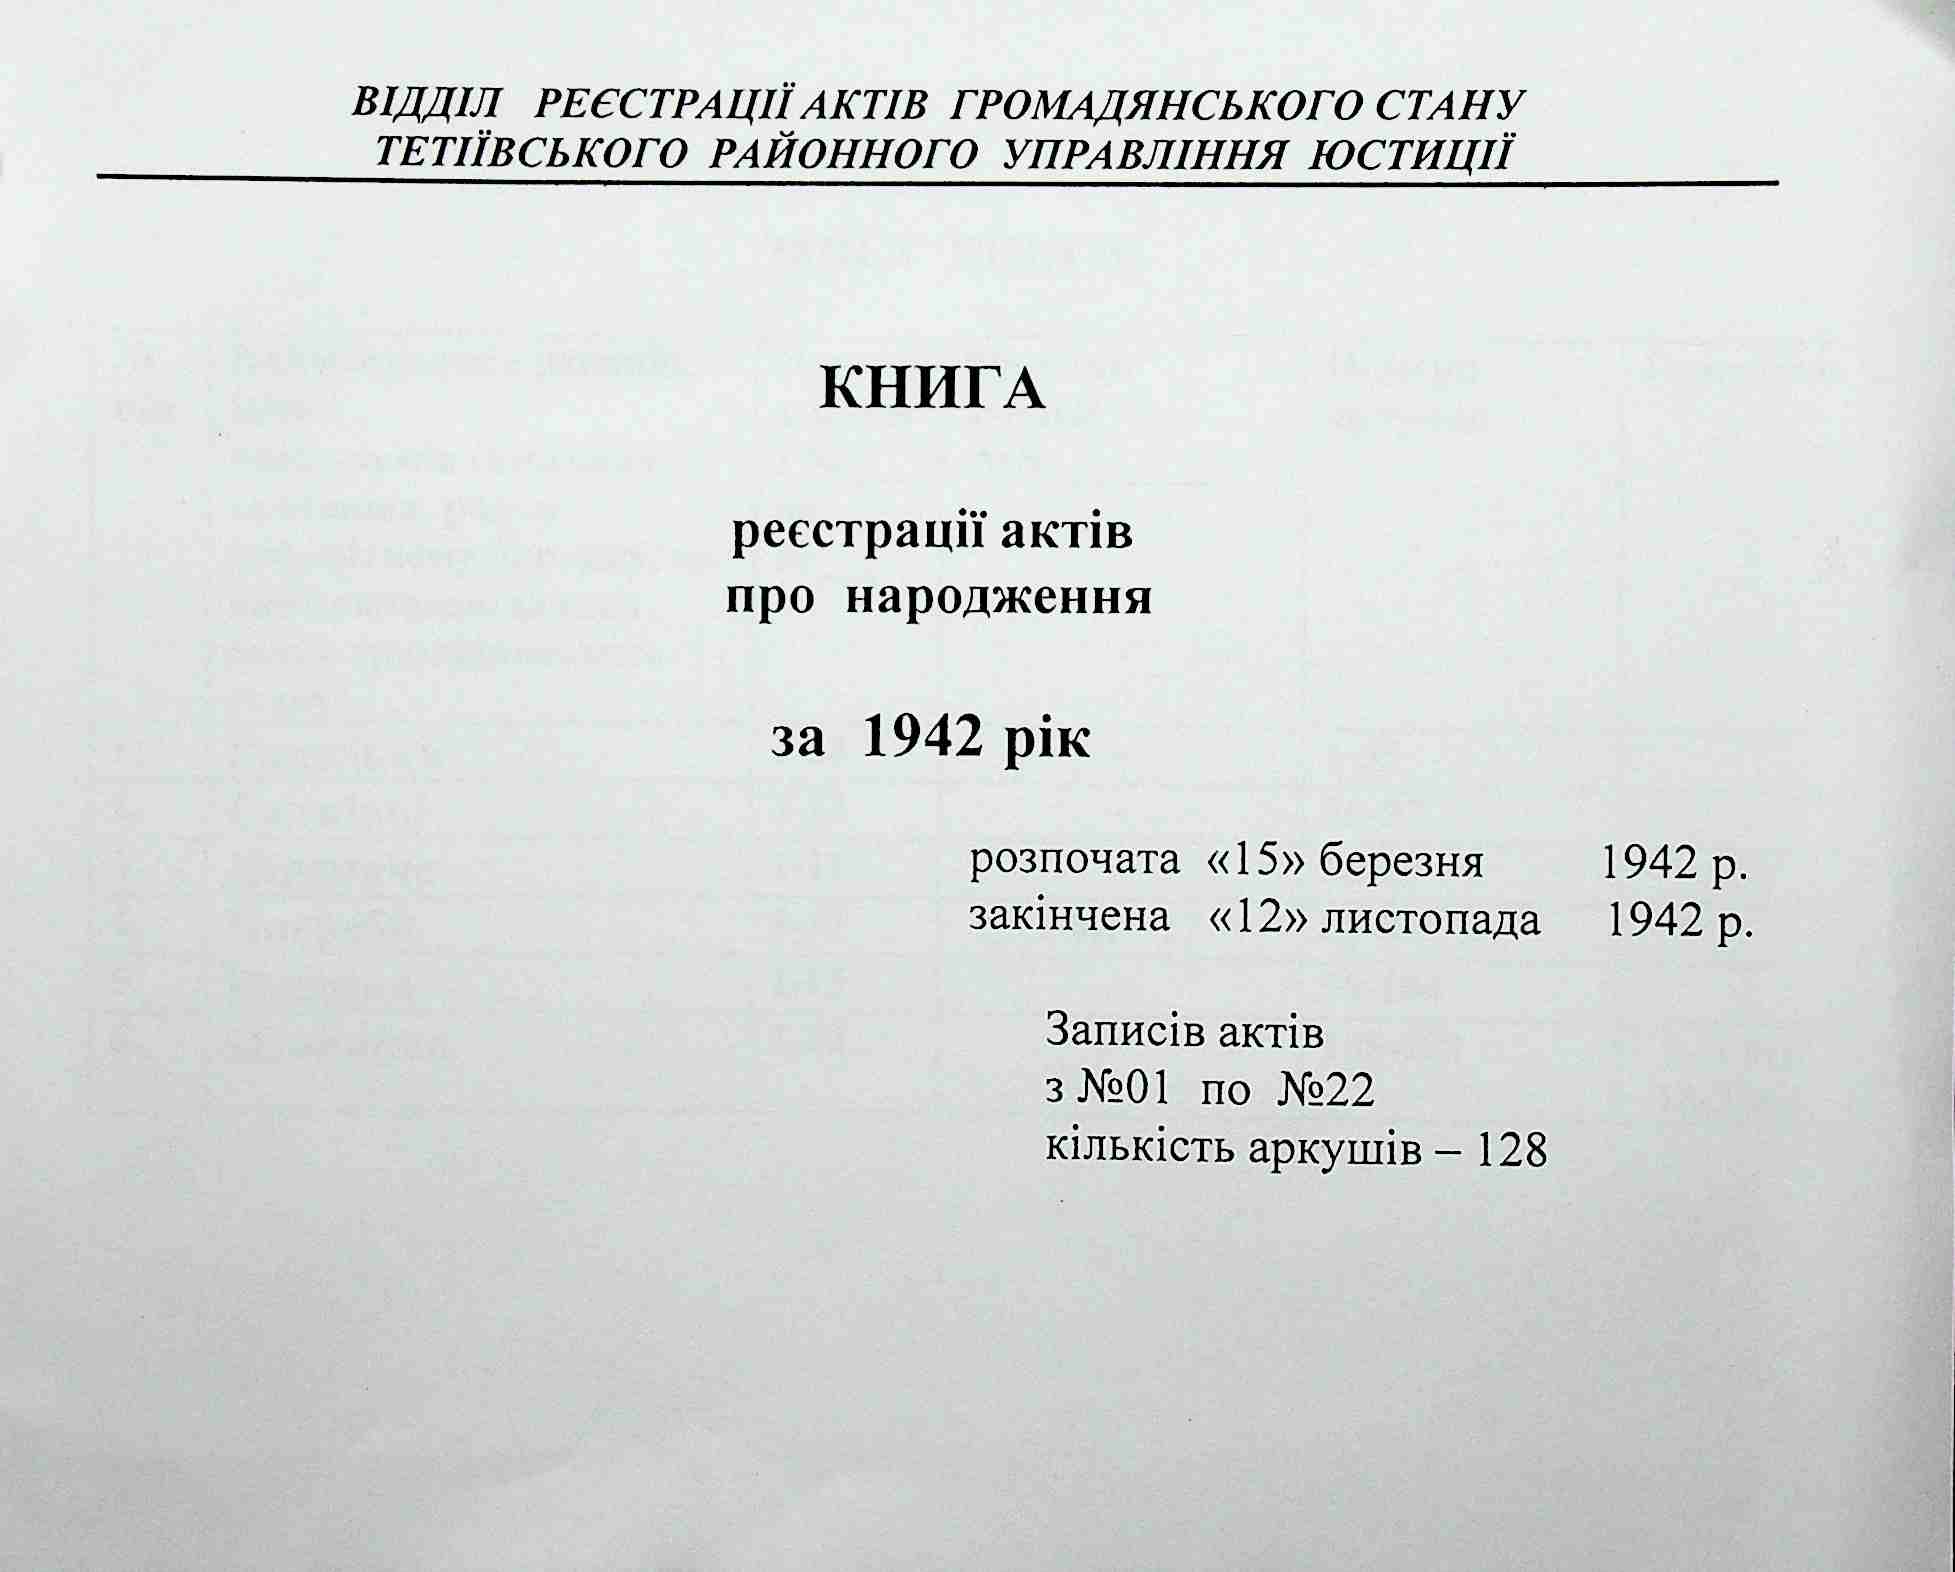 ВІДДІЛ РЕЄСТРАЦІЇ АКТІВ ГРОМАДЯНСЬКОГО СТАНУ
ТЕТІЇВСЬКОГО РАЙОННОГО УПРАВЛІННЯ ЮСТИЦІЇ
КНИГА
реєстрації актів
про народження
за 1942 рік
розпочата «15» березня 1942 р.
закінчена «12» листопада 1942 р.
Записів актів
з №01 по №22
кількість аркушів – 128